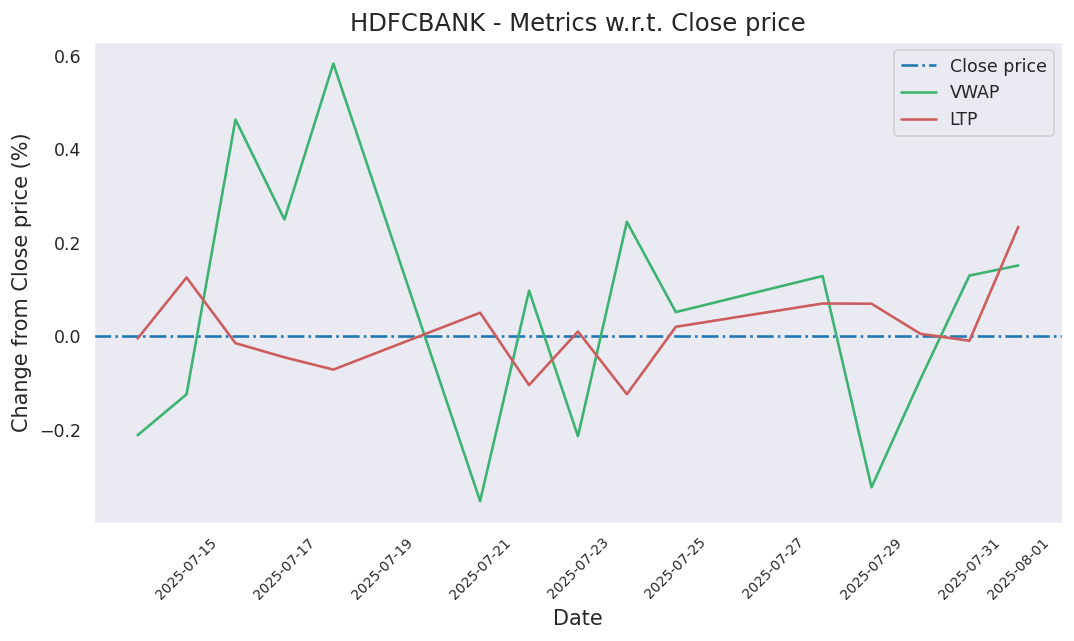 HDFCBANK - Metrics w.r.t. Close price
Close price
VWAP
LTP
Change from Close price (%)
0.6
0.4
0.2
0.0
−0.2
2025-07-15
2025-07-17
2025-07-19
2025-07-21
2025-07-23
2025-07-25
2025-07-27
2025-07-29
2025-07-31
2025-08-01
Date